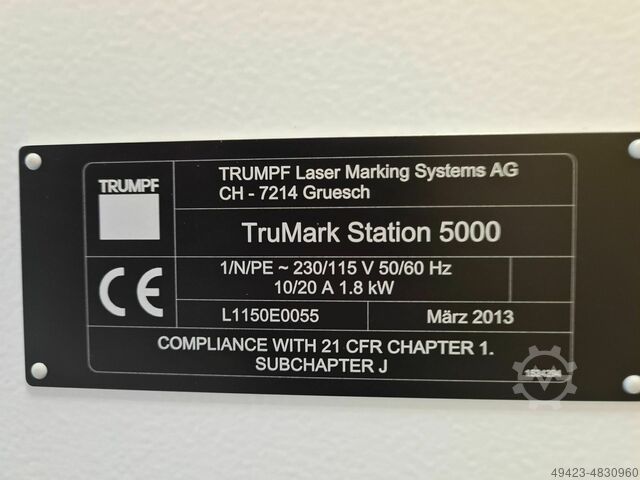 TRUMPF
TRUMPF Laser Marking Systems AG
CH - 7214 Gruesch
TruMark Station 5000
CE
1/N/PE ~ 230/115 V 50/60 Hz
10/20 A 1.8 kW
L1150E0055
März 2013
COMPLIANCE WITH 21 CFR CHAPTER 1.
SUBCHAPTER J
49423-4830960